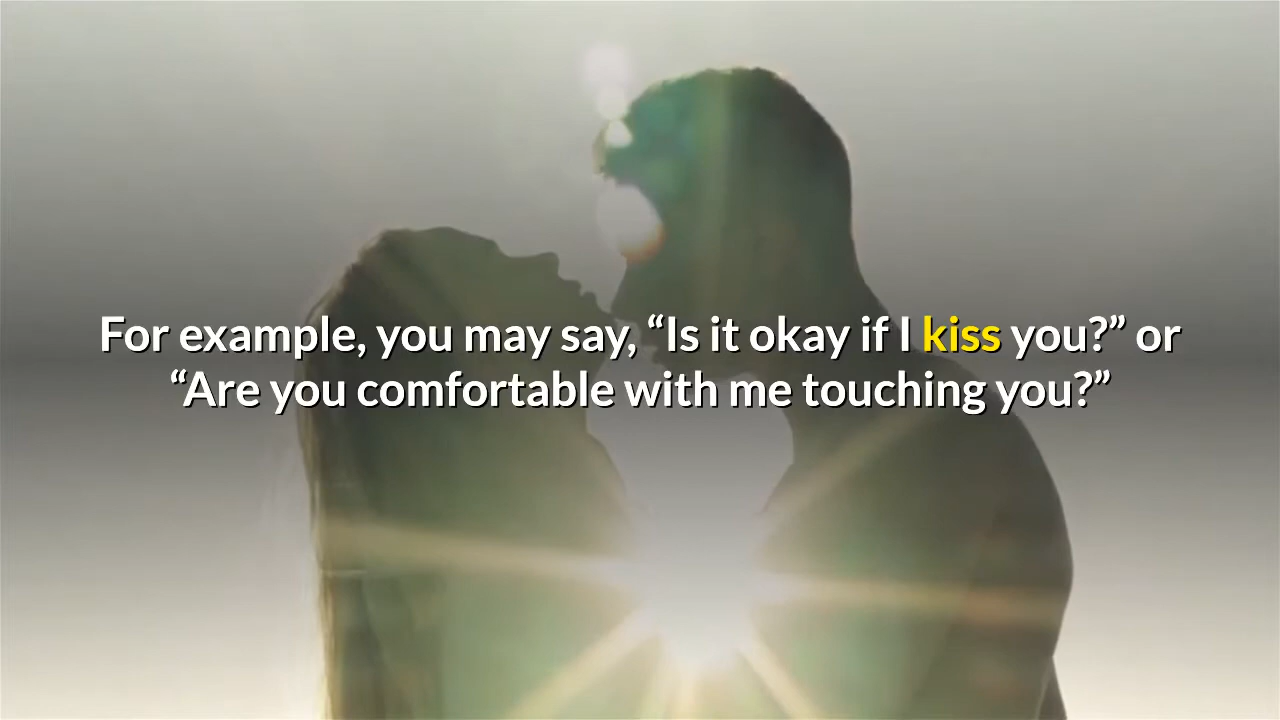 For example, you may say, “Is it okay if I kiss you?” or
“Are you comfortable with me touching you?”